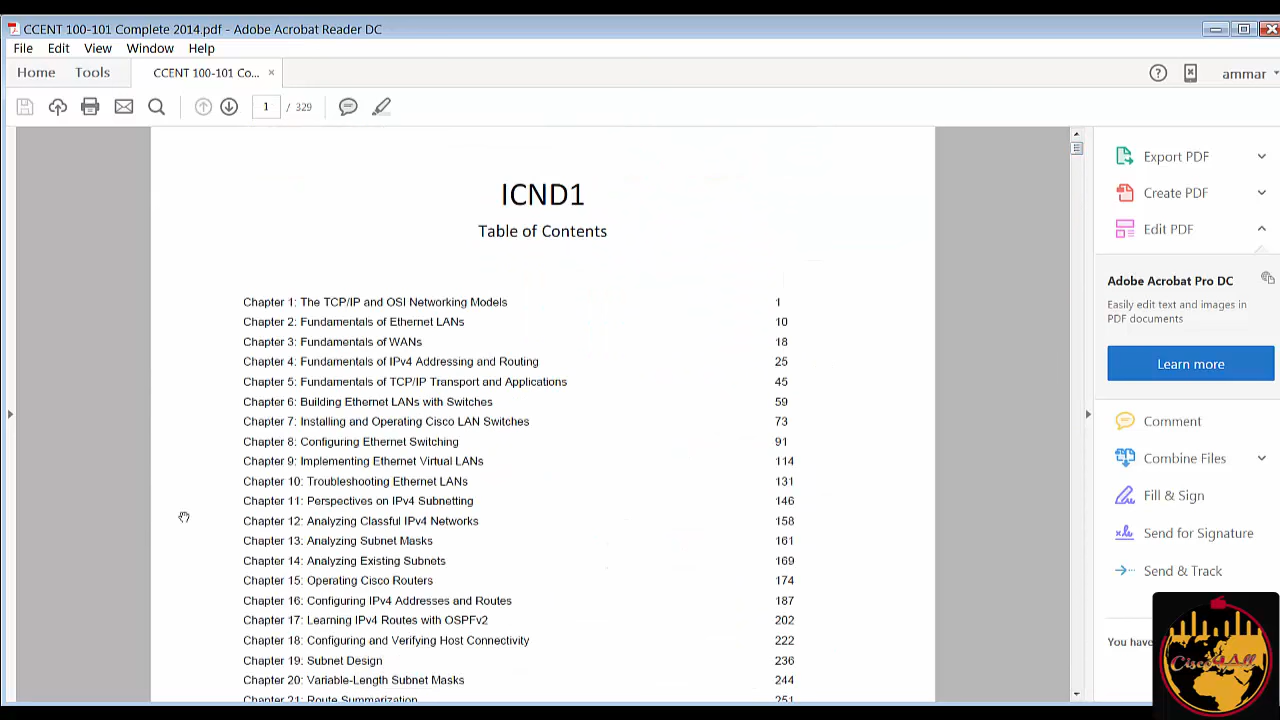 CCENT 100-101 Complete 2014.pdf - Adobe Acrobat Reader DC
File Edit View Window Help
Home Tools CCENT 100-101 Co... × ammar
1 / 329
ICND1
Table of Contents
Chapter 1: The TCP/IP and OSI Networking Models 1
Chapter 2: Fundamentals of Ethernet LANs 10
Chapter 3: Fundamentals of WANs 18
Chapter 4: Fundamentals of IPv4 Addressing and Routing 25
Chapter 5: Fundamentals of TCP/IP Transport and Applications 45
Chapter 6: Building Ethernet LANs with Switches 59
Chapter 7: Installing and Operating Cisco LAN Switches 73
Chapter 8: Configuring Ethernet Switching 91
Chapter 9: Implementing Ethernet Virtual LANs 114
Chapter 10: Troubleshooting Ethernet LANs 131
Chapter 11: Perspectives on IPv4 Subnetting 146
Chapter 12: Analyzing Classful IPv4 Networks 158
Chapter 13: Analyzing Subnet Masks 161
Chapter 14: Analyzing Existing Subnets 169
Chapter 15: Operating Cisco Routers 174
Chapter 16: Configuring IPv4 Addresses and Routes 187
Chapter 17: Learning IPv4 Routes with OSPFv2 202
Chapter 18: Configuring and Verifying Host Connectivity 222
Chapter 19: Subnet Design 236
Chapter 20: Variable-Length Subnet Masks 244
Chapter 21: Route Summarization 251
Export PDF
Create PDF
Edit PDF
Adobe Acrobat Pro DC
Easily edit text and images in
PDF documents
Learn more
Comment
Combine Files
Fill & Sign
Send for Signature
Send & Track
You have
Cisco4All